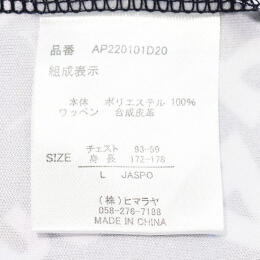 品番 AP220101D20
組成表示
本体 ポリエステル 100%
ワッペン 合成皮革
チェスト 93-99
SIZE 身長 172-178
L JASPO
(株)ヒマラヤ
058-276-7188
MADE IN CHINA